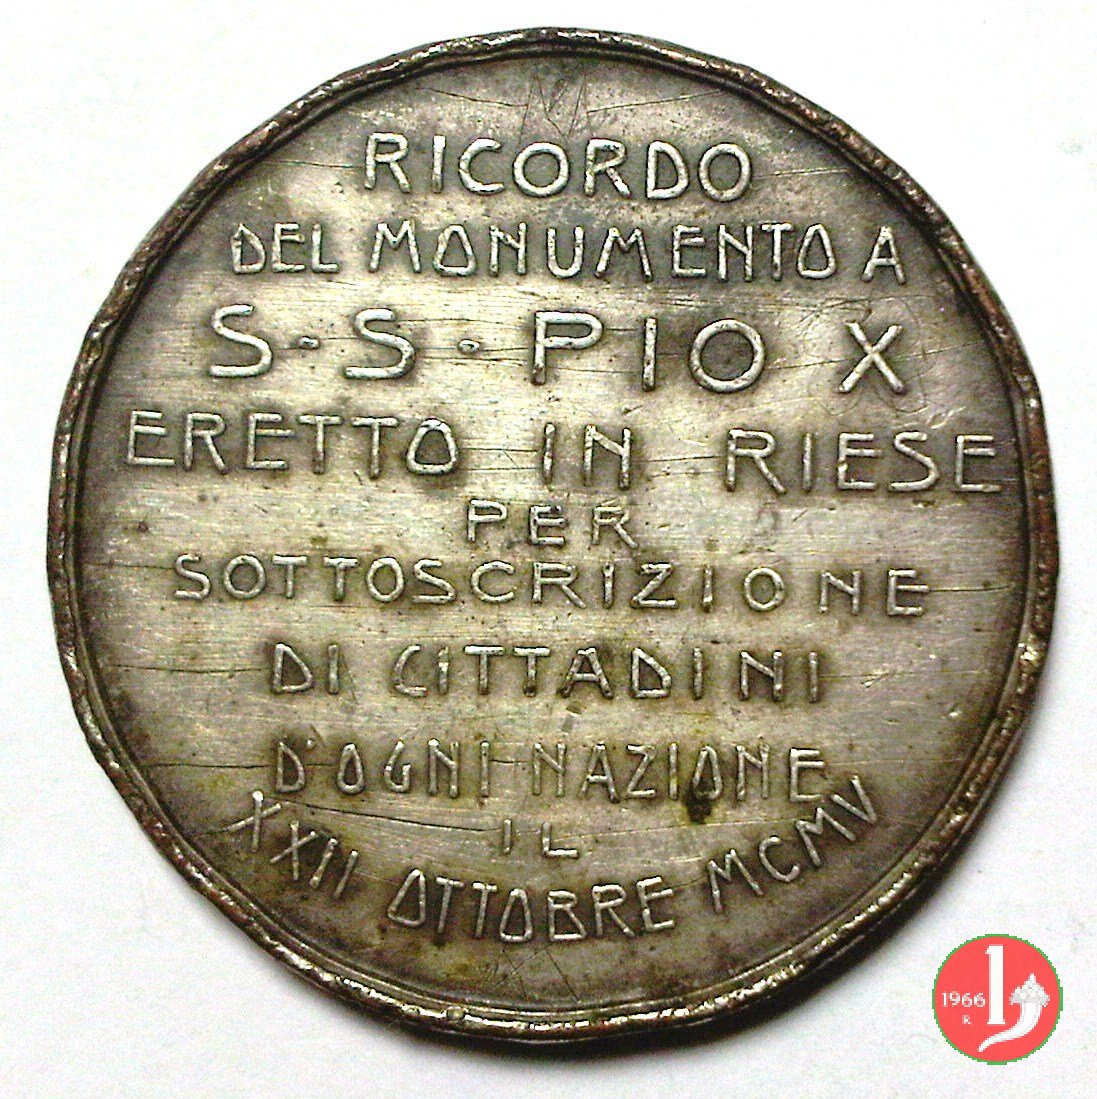 RICORDO
DEL MONUMENTO A
S·S·PIO X
ERETTO IN RIESE
PER
SOTTOSCRIZIONE
DI CITTADINI
D'OGNI NAZIONE
IL
XXII OTTOBRE MCMV
1966
R